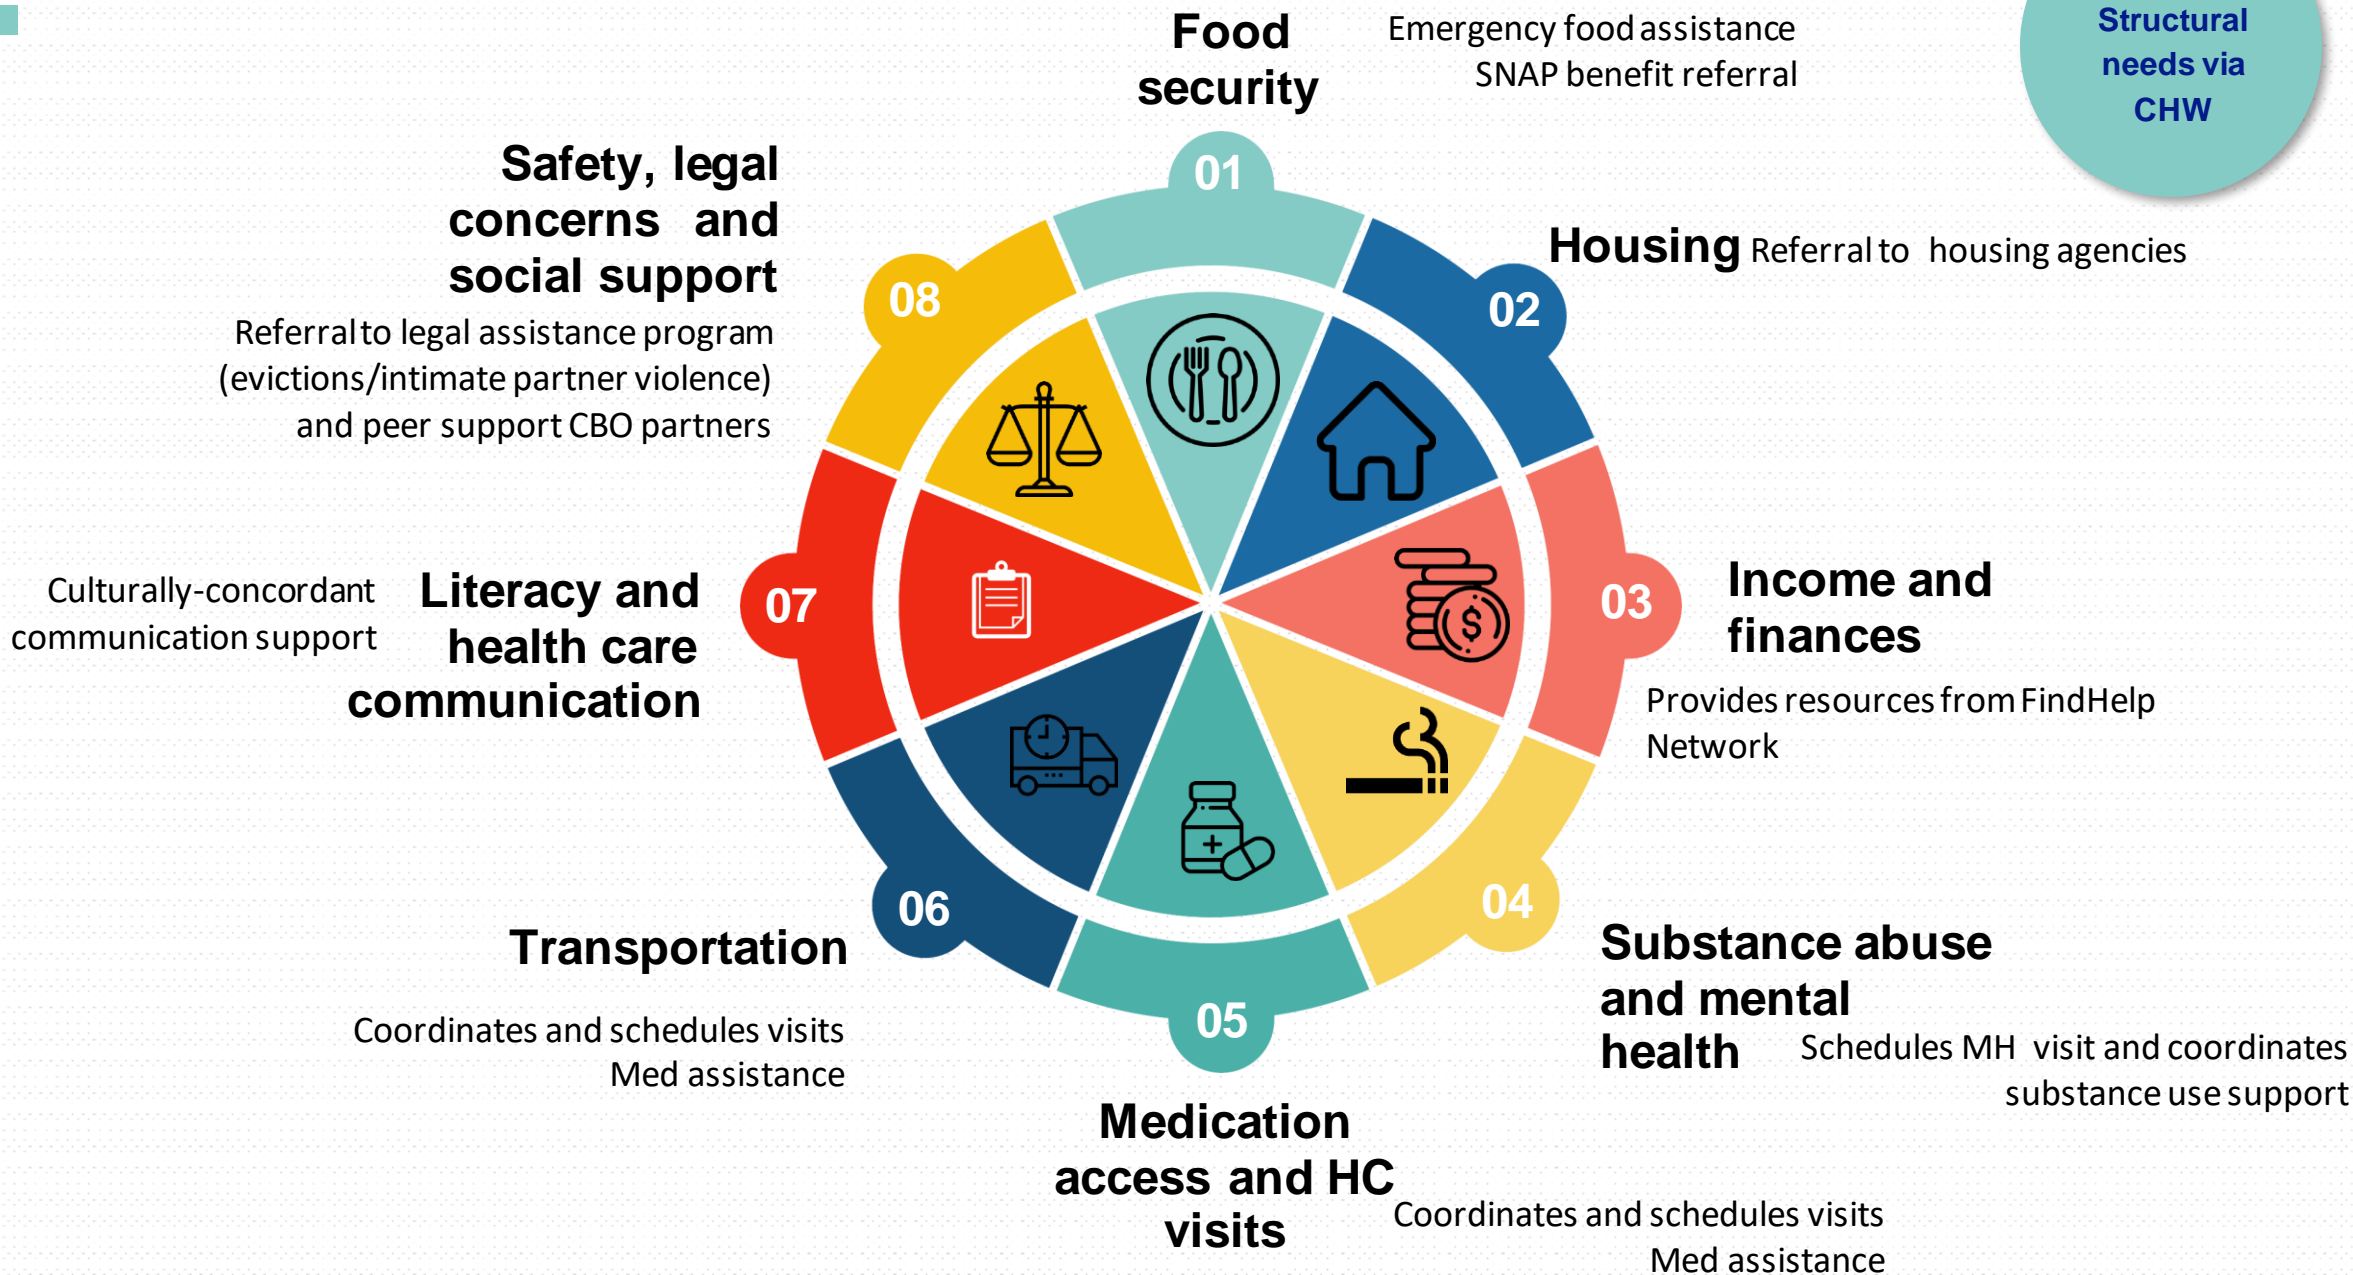 Food
security
Emergency food assistance
SNAP benefit referral
Structural
needs via
CHW
01
Housing Referral to housing agencies
02
Income and
finances
Provides resources from FindHelp
Network
03
$
Substance abuse
and mental
health
Schedules MH visit and coordinates
substance use support
04
Medication
access and HC
visits
Coordinates and schedules visits
Med assistance
05
Transportation
Coordinates and schedules visits
Med assistance
06
Literacy and
health care
communication
Culturally-concordant
communication support
07
Safety, legal
concerns and
social support
Referral to legal assistance program
(evictions/intimate partner violence)
and peer support CBO partners
08